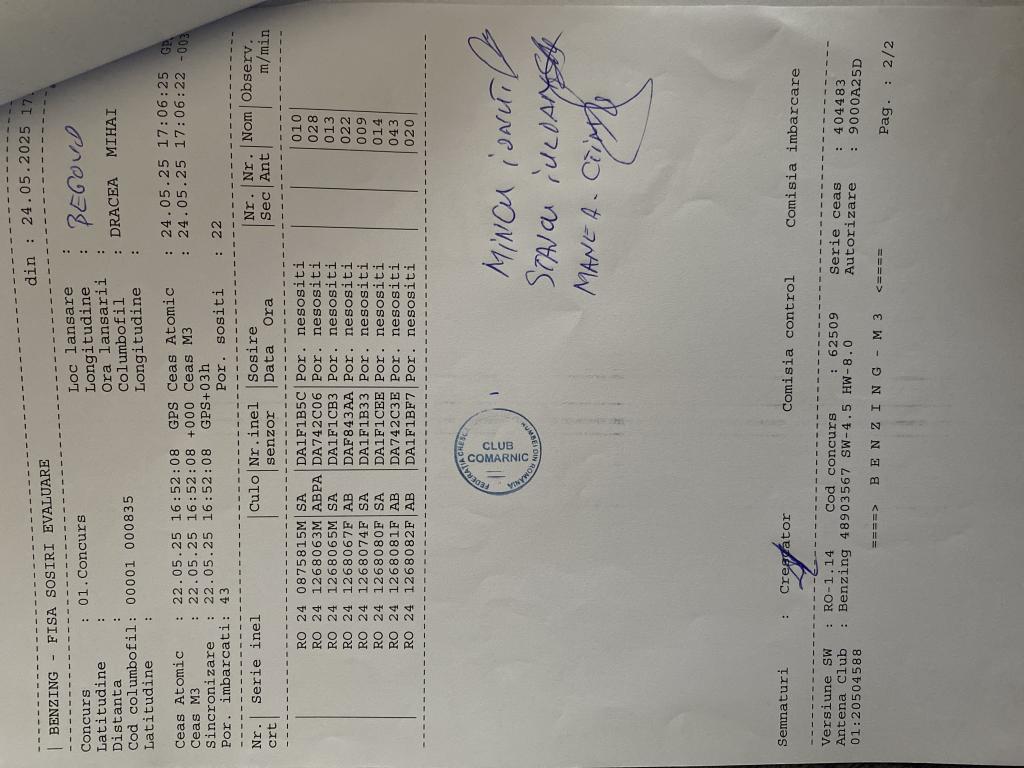 din : 24.05.2025 17:
| BENZING - FISA SOSIRI EVALUARE
Concurs : 01.Concurs Loc lansare : BEGOVO
Latitudine : Longitudine :
Distanta : Ora lansarii :
Cod columbofil: 00001 000835 Columbofil : DRACEA MIHAI
Latitudine : Longitudine :
Ceas Atomic : 22.05.25 16:52:08 GPS Ceas Atomic : 24.05.25 17:06:25 GPS
Ceas M3 : 22.05.25 16:52:08 +000 Ceas M3 : 24.05.25 17:06:22 -003
Sincronizare : 22.05.25 16:52:08 GPS+03h
Por. imbarcati: 43 Por. sositi : 22
Nr.| Serie inel |Culo|Nr.inel |Sosire |Nr. |Nr. |Nom |Observ.
crt| senzor |Data Ora |Sec|Ant m/min
RO 24 0875815M SA |DA1F1B5C|Por. nesositi |010
RO 24 1268063M ABPA|DA742C06|Por. nesositi |028
RO 24 1268065M SA |DA1F1CB3|Por. nesositi |013
RO 24 1268067F AB |DAF843AA|Por. nesositi |022
RO 24 1268074F SA |DA1F1B33|Por. nesositi |009
RO 24 1268080F SA |DA1F1CEE|Por. nesositi |014
RO 24 1268081F AB |DA742C3E|Por. nesositi |043
RO 24 1268082F AB |DA1F1BF7|Por. nesositi |020
MINCU IONUT
STAICU
MANEA
CLUB
COMARNIC
DIN ROMANIA
Semnaturi : Crescator Comisia control Comisia imbarcare
Versiune SW : RO-1.14 Cod concurs : 62509 Serie ceas : 404483
Antena Club : Benzing 48903567 SW-4.5 HW-8.0 Autorizare : 9000A25D
01:20504588
====> B E N Z I N G - M 3 <==== Pag. : 2/2